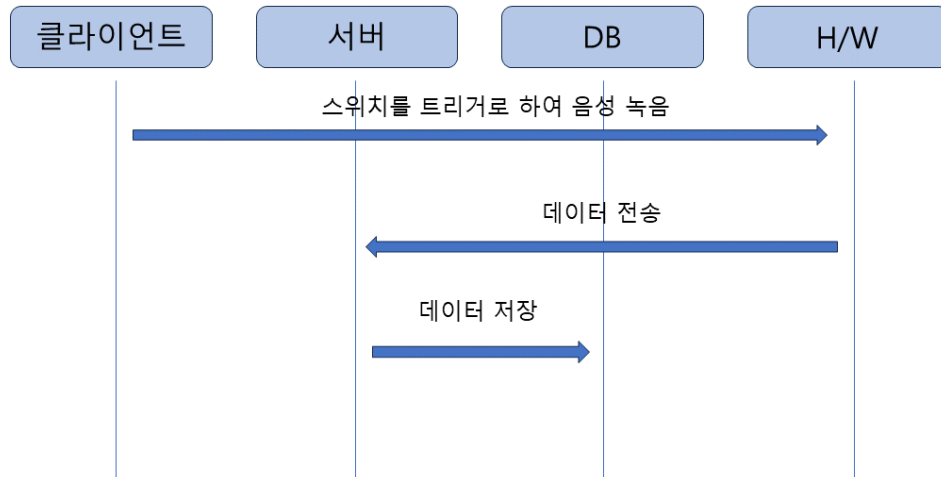 클라이언트
서버
DB
H/W
스위치를 트리거로 하여 음성 녹음
데이터 전송
데이터 저장